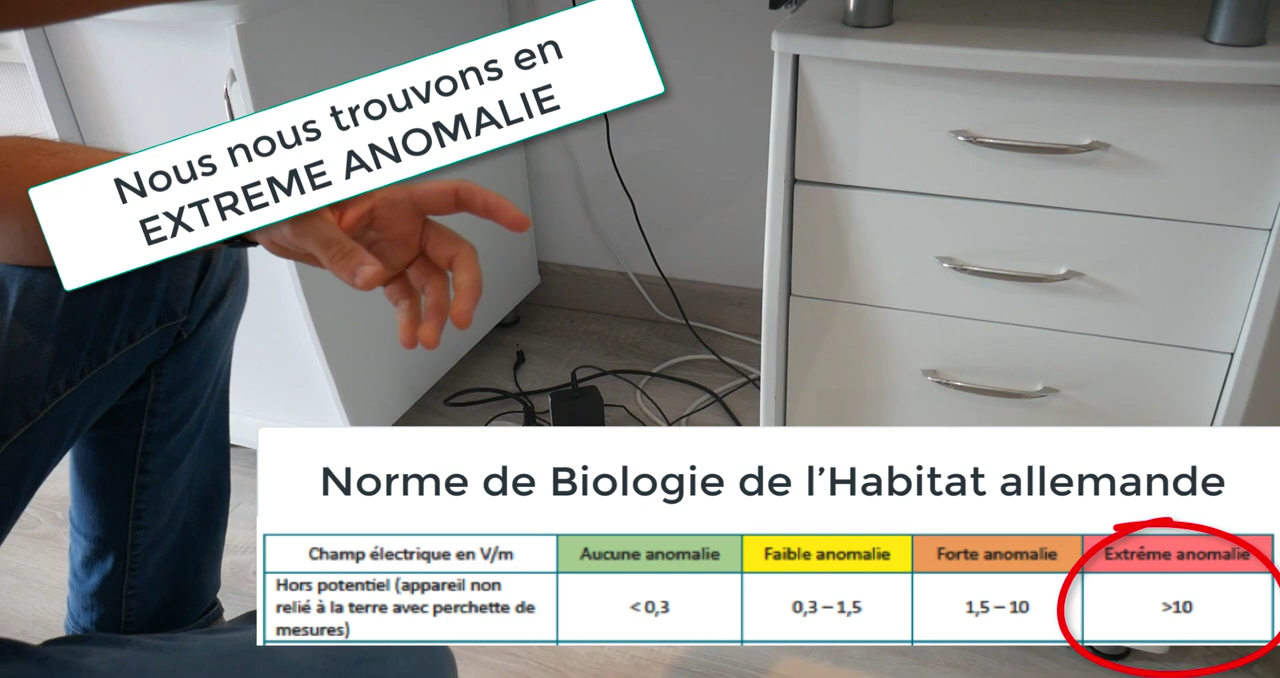 Nous nous trouvons en
EXTREME ANOMALIE
Norme de Biologie de l’Habitat allemande
Champ électrique en V/m Aucune anomalie Faible anomalie Forte anomalie Extrême anomalie
Hors potentiel (appareil non
relié à la terre avec perchette de
mesures)
< 0,3 0,3 – 1,5 1,5 – 10 >10